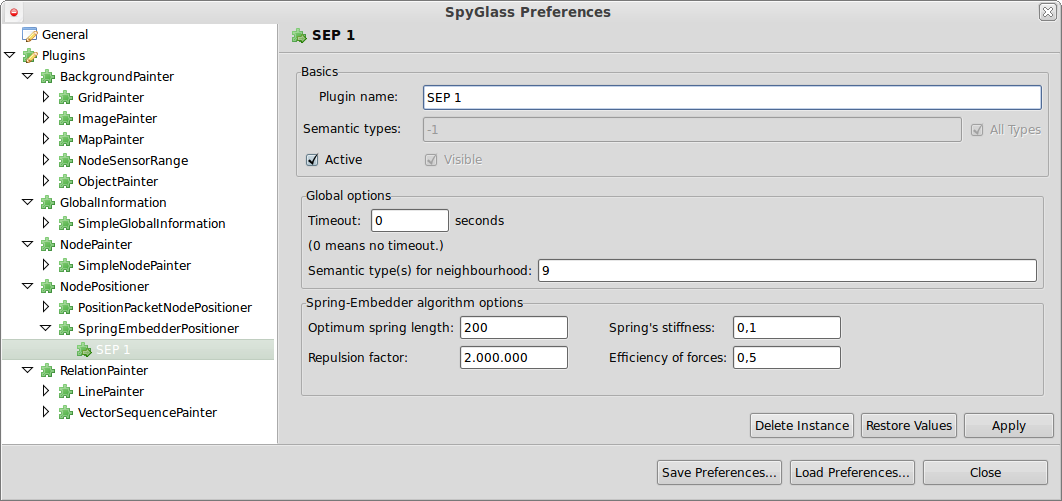 SpyGlass Preferences
General
Plugins
BackgroundPainter
GridPainter
ImagePainter
MapPainter
NodeSensorRange
ObjectPainter
GlobalInformation
SimpleGlobalInformation
NodePainter
SimpleNodePainter
NodePositioner
PositionPacketNodePositioner
SpringEmbedderPositioner
SEP 1
RelationPainter
LinePainter
VectorSequencePainter
SEP 1
Basics
Plugin name: SEP 1
Semantic types: -1 All Types
Active Visible
Global options
Timeout: 0 seconds
(0 means no timeout.)
Semantic type(s) for neighbourhood: 9
Spring-Embedder algorithm options
Optimum spring length: 200 Spring's stiffness: 0,1
Repulsion factor: 2.000.000 Efficiency of forces: 0,5
Delete Instance Restore Values Apply
Save Preferences... Load Preferences... Close